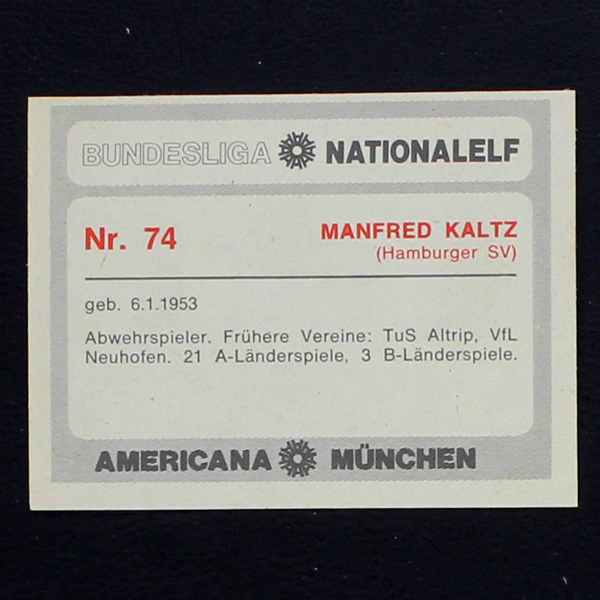 BUNDESLIGA NATIONALELF
Nr. 74 MANFRED KALTZ
(Hamburger SV)
geb. 6.1.1953
Abwehrspieler. Frühere Vereine: TuS Altrip, VfL
Neuhofen. 21 A-Länderspiele, 3 B-Länderspiele.
AMERICANA MÜNCHEN